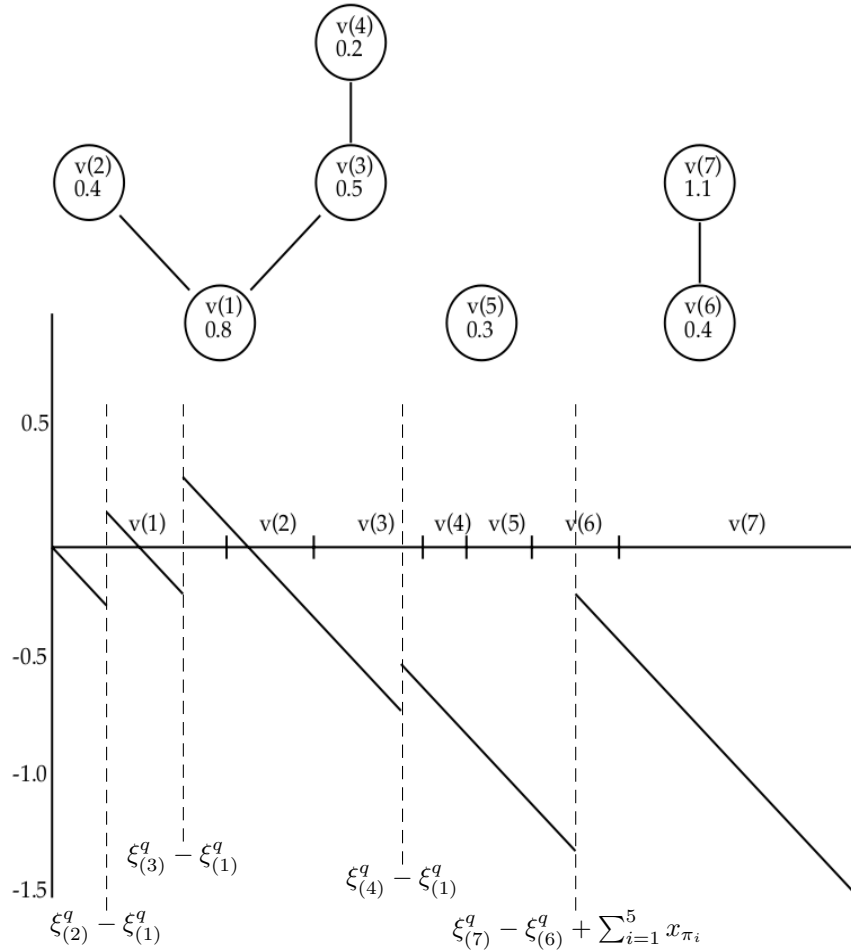 v(4)
0.2
v(2)
0.4
v(3)
0.5
v(7)
1.1
v(1)
0.8
v(5)
0.3
v(6)
0.4
0.5
v(1) v(2) v(3) v(4) v(5) v(6) v(7)
-0.5
-1.0
ξ^q_{(3)} − ξ^q_{(1)}
ξ^q_{(4)} − ξ^q_{(1)}
-1.5
ξ^q_{(2)} − ξ^q_{(1)}
ξ^q_{(7)} − ξ^q_{(6)} + ∑^5_{i=1} x_{π_i}